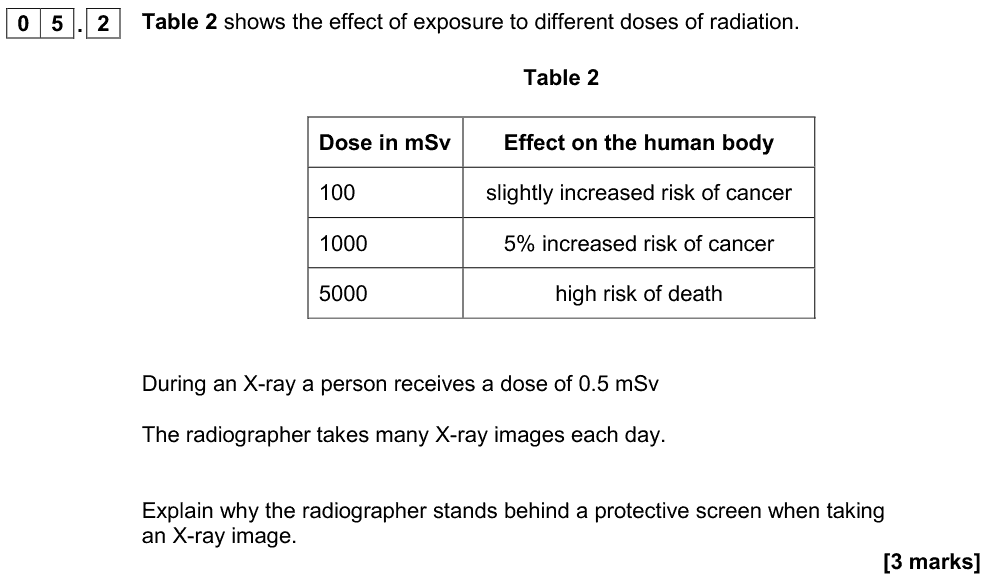 0 5 . 2 Table 2 shows the effect of exposure to different doses of radiation.
Table 2
Dose in mSv Effect on the human body
100 slightly increased risk of cancer
1000 5% increased risk of cancer
5000 high risk of death
During an X-ray a person receives a dose of 0.5 mSv
The radiographer takes many X-ray images each day.
Explain why the radiographer stands behind a protective screen when taking
an X-ray image.
[3 marks]